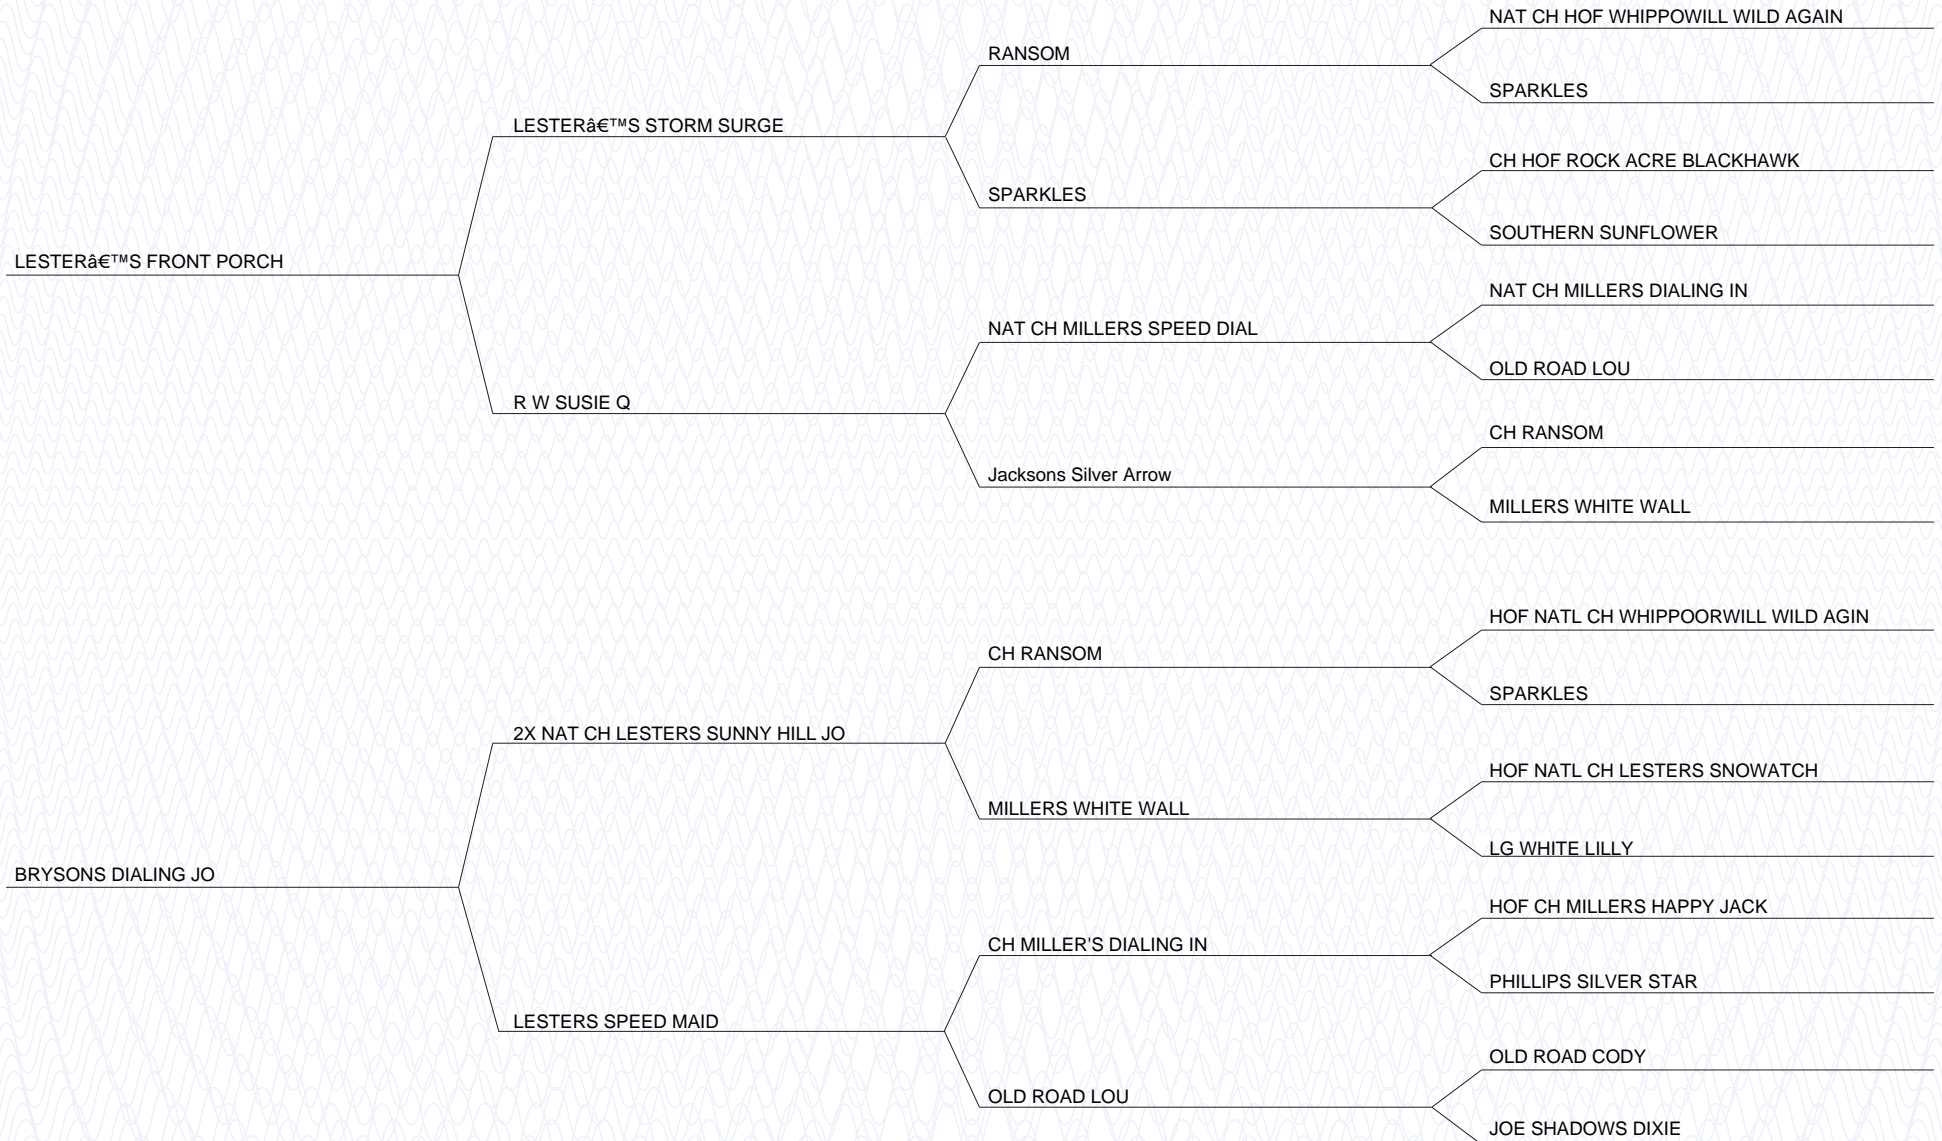 NAT CH HOF WHIPPOWILL WILD AGAIN
RANSOM
SPARKLES
LESTERâ€™S STORM SURGE
CH HOF ROCK ACRE BLACKHAWK
SPARKLES
SOUTHERN SUNFLOWER
LESTERâ€™S FRONT PORCH
NAT CH MILLERS DIALING IN
NAT CH MILLERS SPEED DIAL
OLD ROAD LOU
R W SUSIE Q
CH RANSOM
Jacksons Silver Arrow
MILLERS WHITE WALL
HOF NATL CH WHIPPOORWILL WILD AGIN
CH RANSOM
SPARKLES
2X NAT CH LESTERS SUNNY HILL JO
HOF NATL CH LESTERS SNOWATCH
MILLERS WHITE WALL
LG WHITE LILLY
BRYSONS DIALING JO
HOF CH MILLERS HAPPY JACK
CH MILLER'S DIALING IN
PHILLIPS SILVER STAR
LESTERS SPEED MAID
OLD ROAD CODY
OLD ROAD LOU
JOE SHADOWS DIXIE